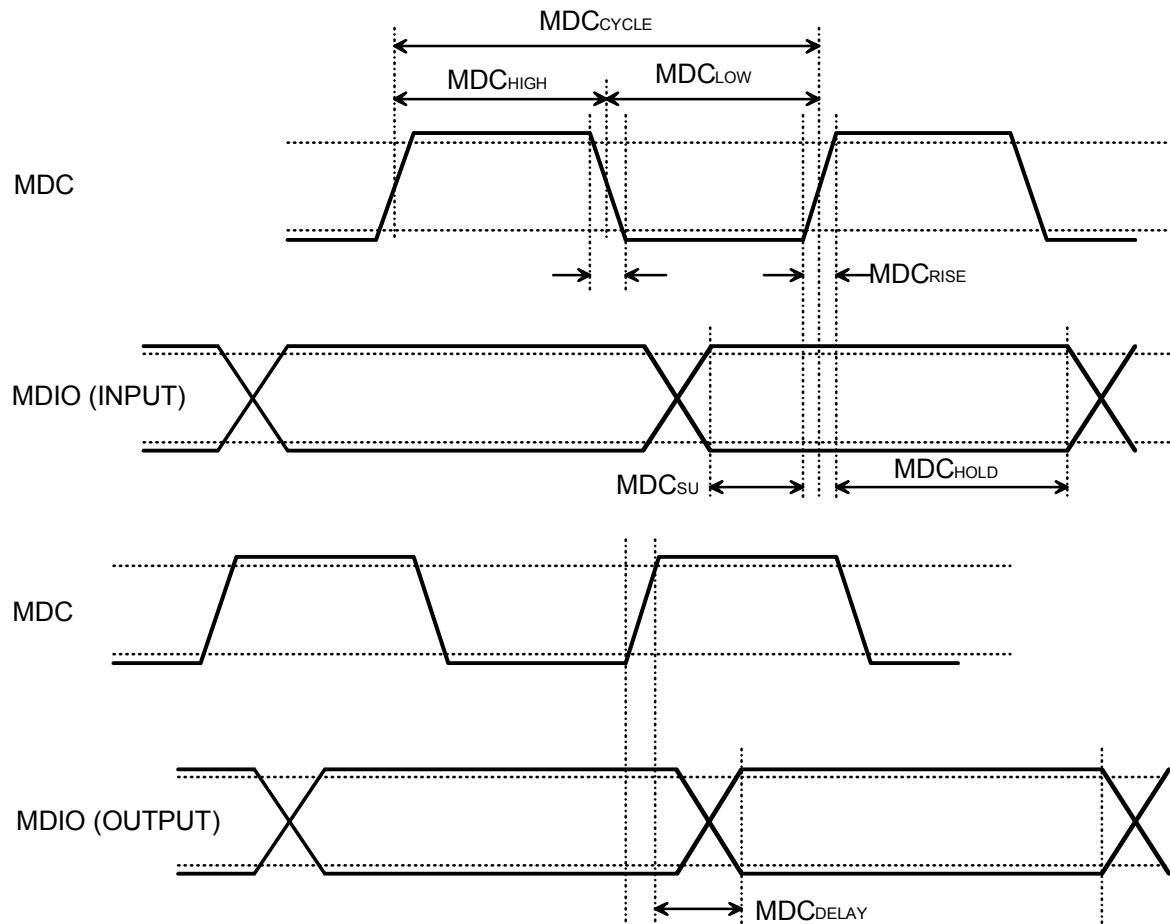 MDCCYCLE
MDCHIGH
MDCLOW
MDC
MDCRISE
MDIO (INPUT)
MDCSU
MDCHOLD
MDC
MDIO (OUTPUT)
MDCDELAY